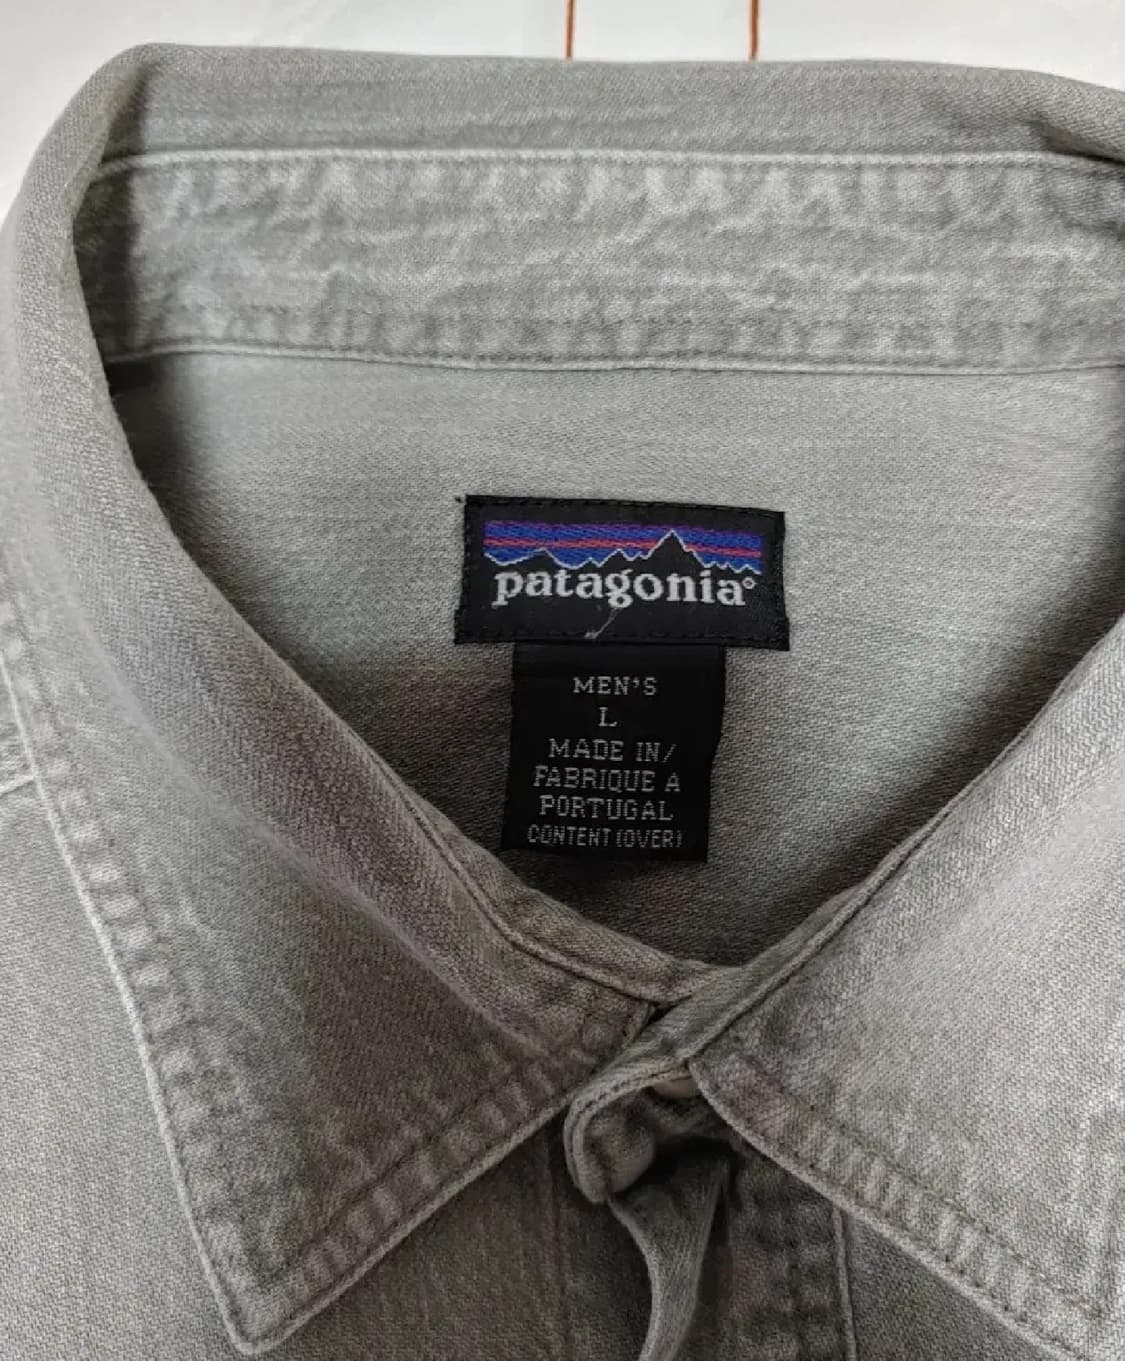 patagonia®
MEN'S
L
MADE IN/
FABRIQUE A
PORTUGAL
CONTENT (OVER)